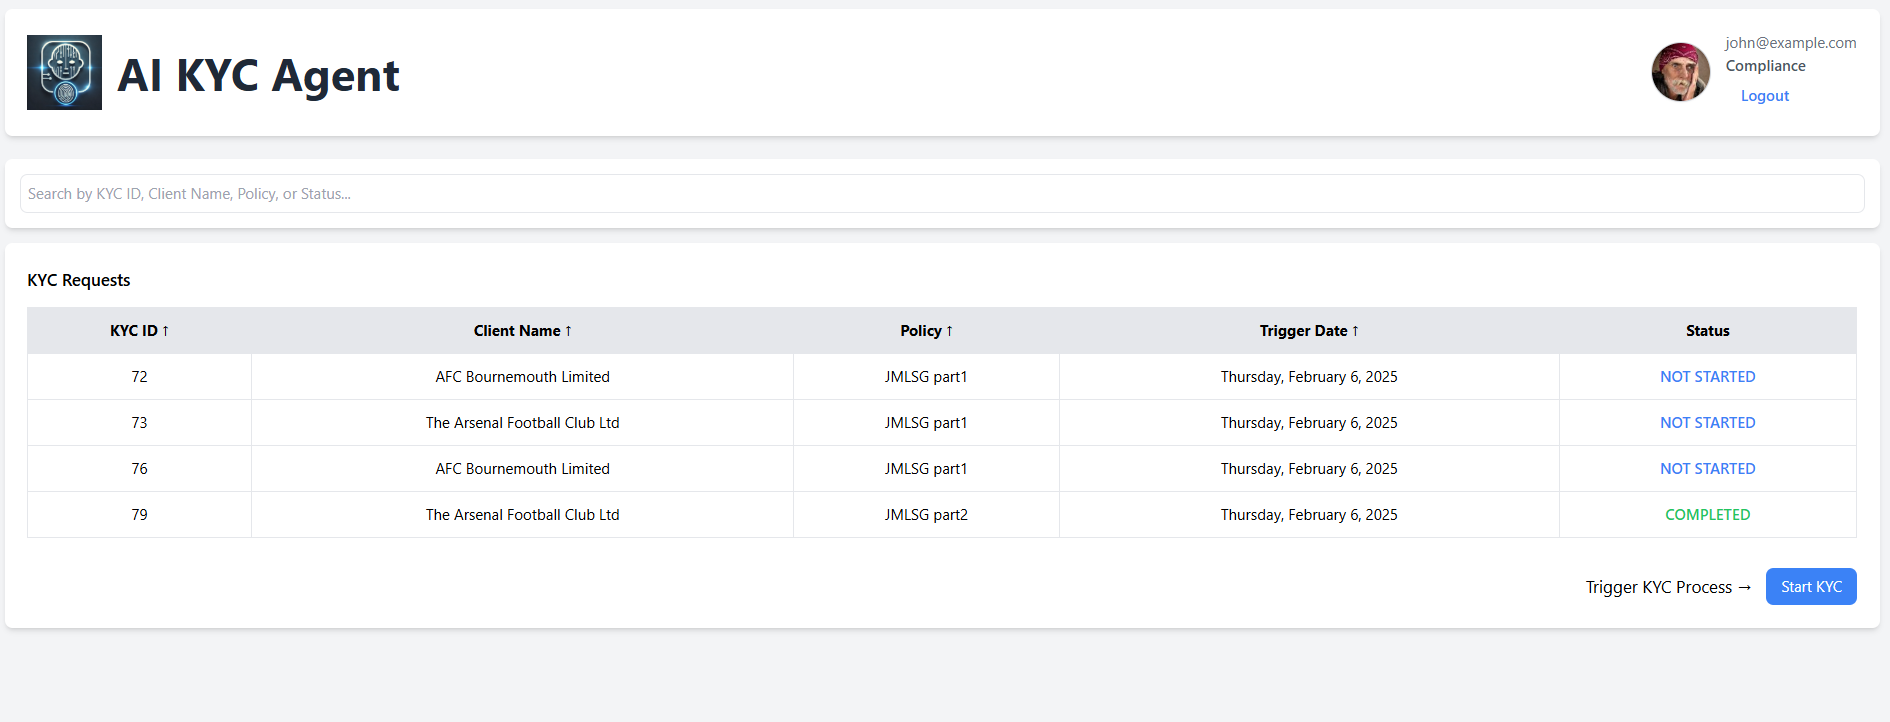 AI KYC Agent
john@example.com
Compliance
Logout
Search by KYC ID, Client Name, Policy, or Status...
KYC Requests
KYC ID ↑ Client Name ↑ Policy ↑ Trigger Date ↑ Status
72 AFC Bournemouth Limited JMLSG part1 Thursday, February 6, 2025 NOT STARTED
73 The Arsenal Football Club Ltd JMLSG part1 Thursday, February 6, 2025 NOT STARTED
76 AFC Bournemouth Limited JMLSG part1 Thursday, February 6, 2025 NOT STARTED
79 The Arsenal Football Club Ltd JMLSG part2 Thursday, February 6, 2025 COMPLETED
Trigger KYC Process → Start KYC